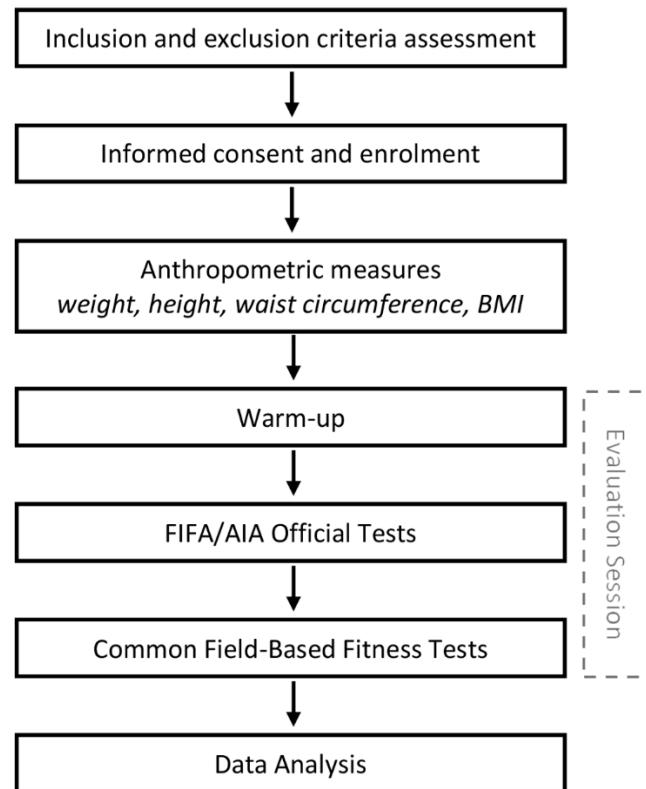 Inclusion and exclusion criteria assessment
Informed consent and enrolment
Anthropometric measures
weight, height, waist circumference, BMI
Warm-up
FIFA/AIA Official Tests
Common Field-Based Fitness Tests
Evaluation Session
Data Analysis